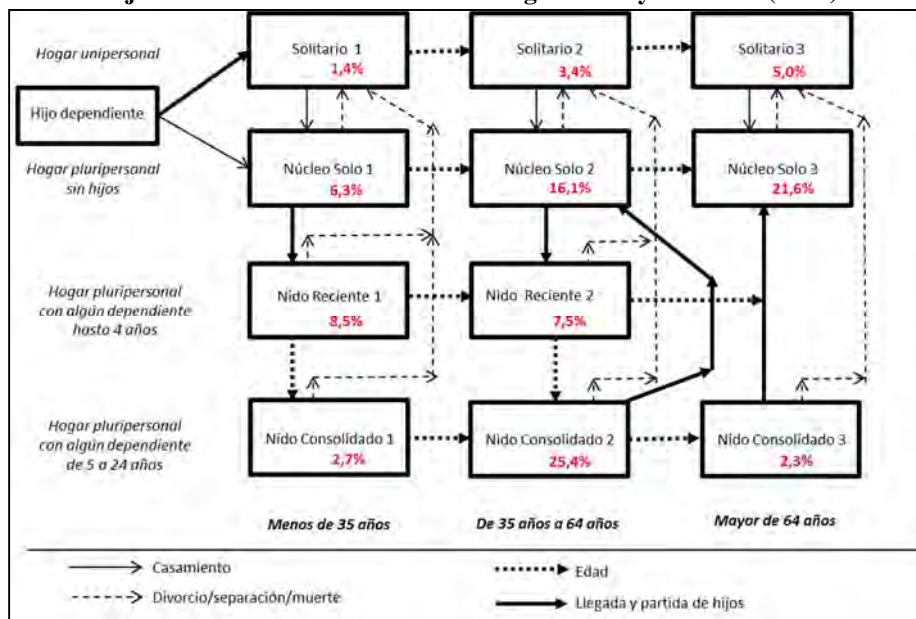 Hogar unipersonal
Solitario 1
1,4%
Solitario 2
3,4%
Solitario 3
5,0%
Hijo dependiente
Hogar pluripersonal
sin hijos
Núcleo Solo 1
6,3%
Núcleo Solo 2
16,1%
Núcleo Solo 3
21,6%
Hogar pluripersonal
con algún dependiente
hasta 4 años
Nido Reciente 1
8,5%
Nido Reciente 2
7,5%
Hogar pluripersonal
con algún dependiente
de 5 a 24 años
Nido Consolidado 1
2,7%
Nido Consolidado 2
25,4%
Nido Consolidado 3
2,3%
Menos de 35 años
De 35 años a 64 años
Mayor de 64 años
Casamiento
Edad
Divorcio/separación/muerte
Llegada y partida de hijos